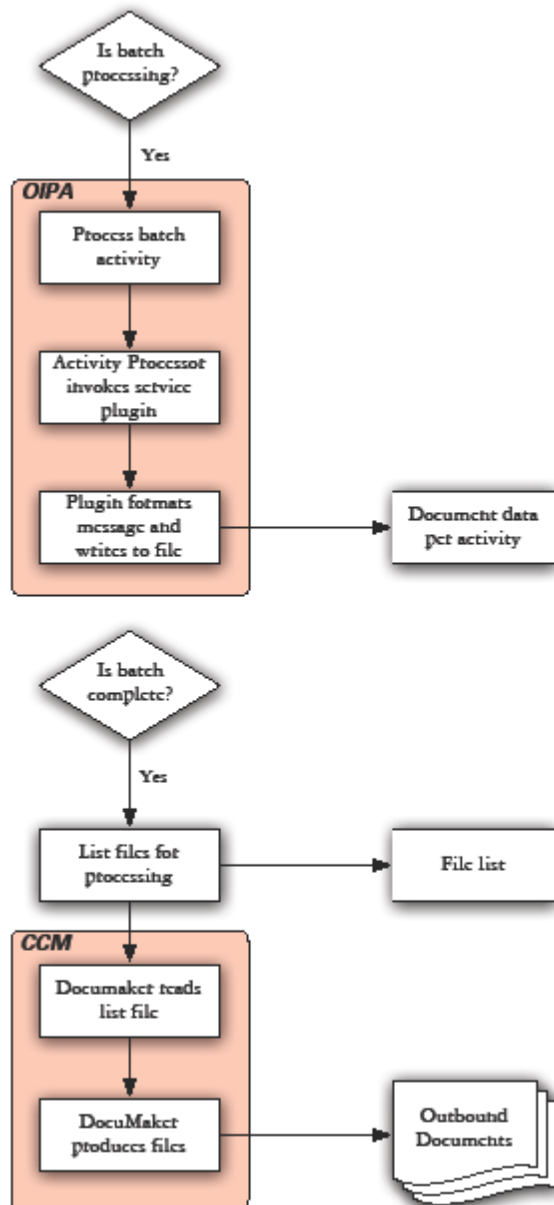 Is batch
processing?
Yes
OIPA
Process batch
activity
Activity Processor
invokes service
plugin
Plugin formats
message and
writes to file
Document data
per activity
Is batch
complete?
Yes
List files for
processing
File list
CCM
Documaker reads
list file
DocuMaker
produces files
Outbound
Documents